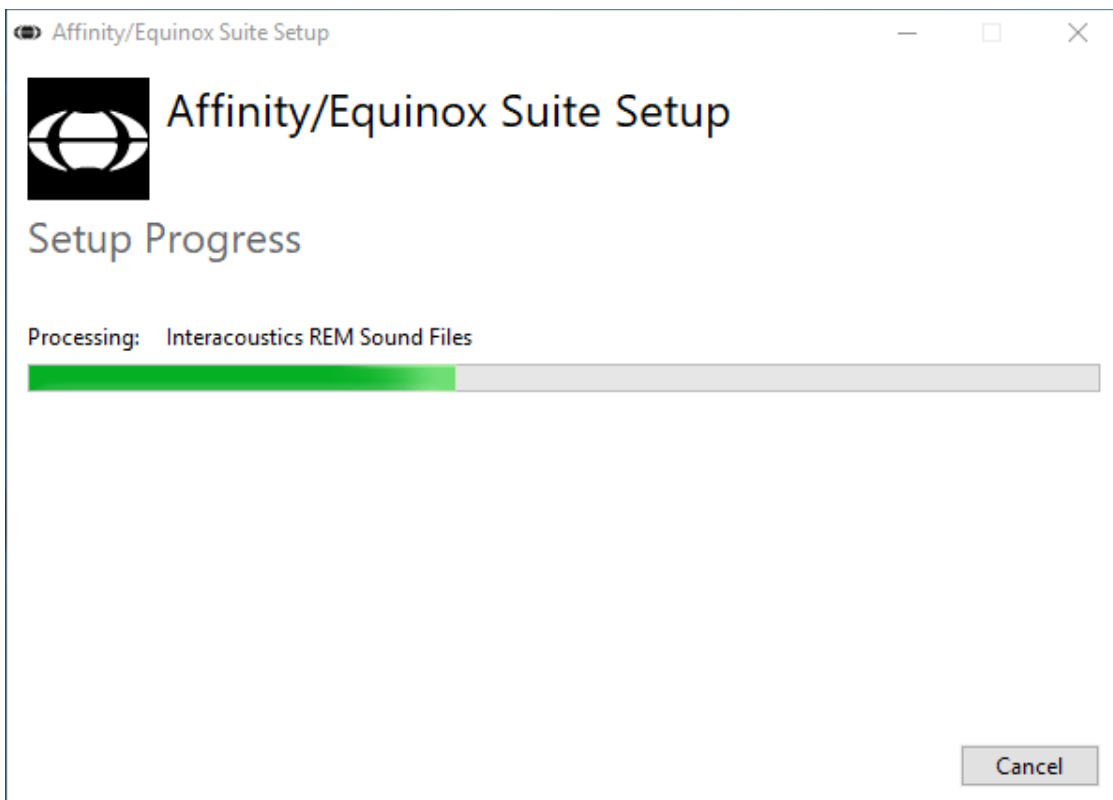 Affinity/Equinox Suite Setup
Affinity/Equinox Suite Setup
Setup Progress
Processing: Interacoustics REM Sound Files
Cancel